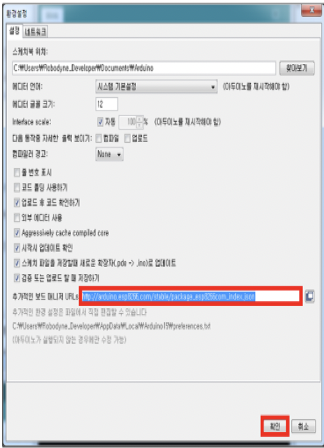 환경설정
설정 네트워크
스케치북 위치:
C:\Users\Robodyne_Developer\Documents\Arduino 찾아보기
에디터 언어: 시스템 기본설정 (아두이노를 재시작해야 함)
에디터 글꼴 크기: 12
Interface scale: 자동 100 % (아두이노를 재시작해야 함)
다음 동작중 자세한 출력 보이기: 컴파일 업로드
컴파일러 경고: None
줄 번호 표시
코드 폴딩 사용하기
업로드 후 코드 확인하기
외부 에디터 사용
Aggressively cache compiled core
시작시 업데이트 확인
스케치 파일을 저장할때 새로운 확장자(.pde -> .ino)로 업데이트
검증 또는 업로드 할 때 저장하기
추가적인 보드 매니저 URLs http://arduino.esp8266.com/stable/package_esp8266com_index.json
추가적인 환경 설정은 파일에서 직접 편집할 수 있습니다
C:\Users\Robodyne_Developer\AppData\Local\Arduino15\preferences.txt
(아두이노가 실행되지 않는 경우에만 수정 가능)
확인 취소